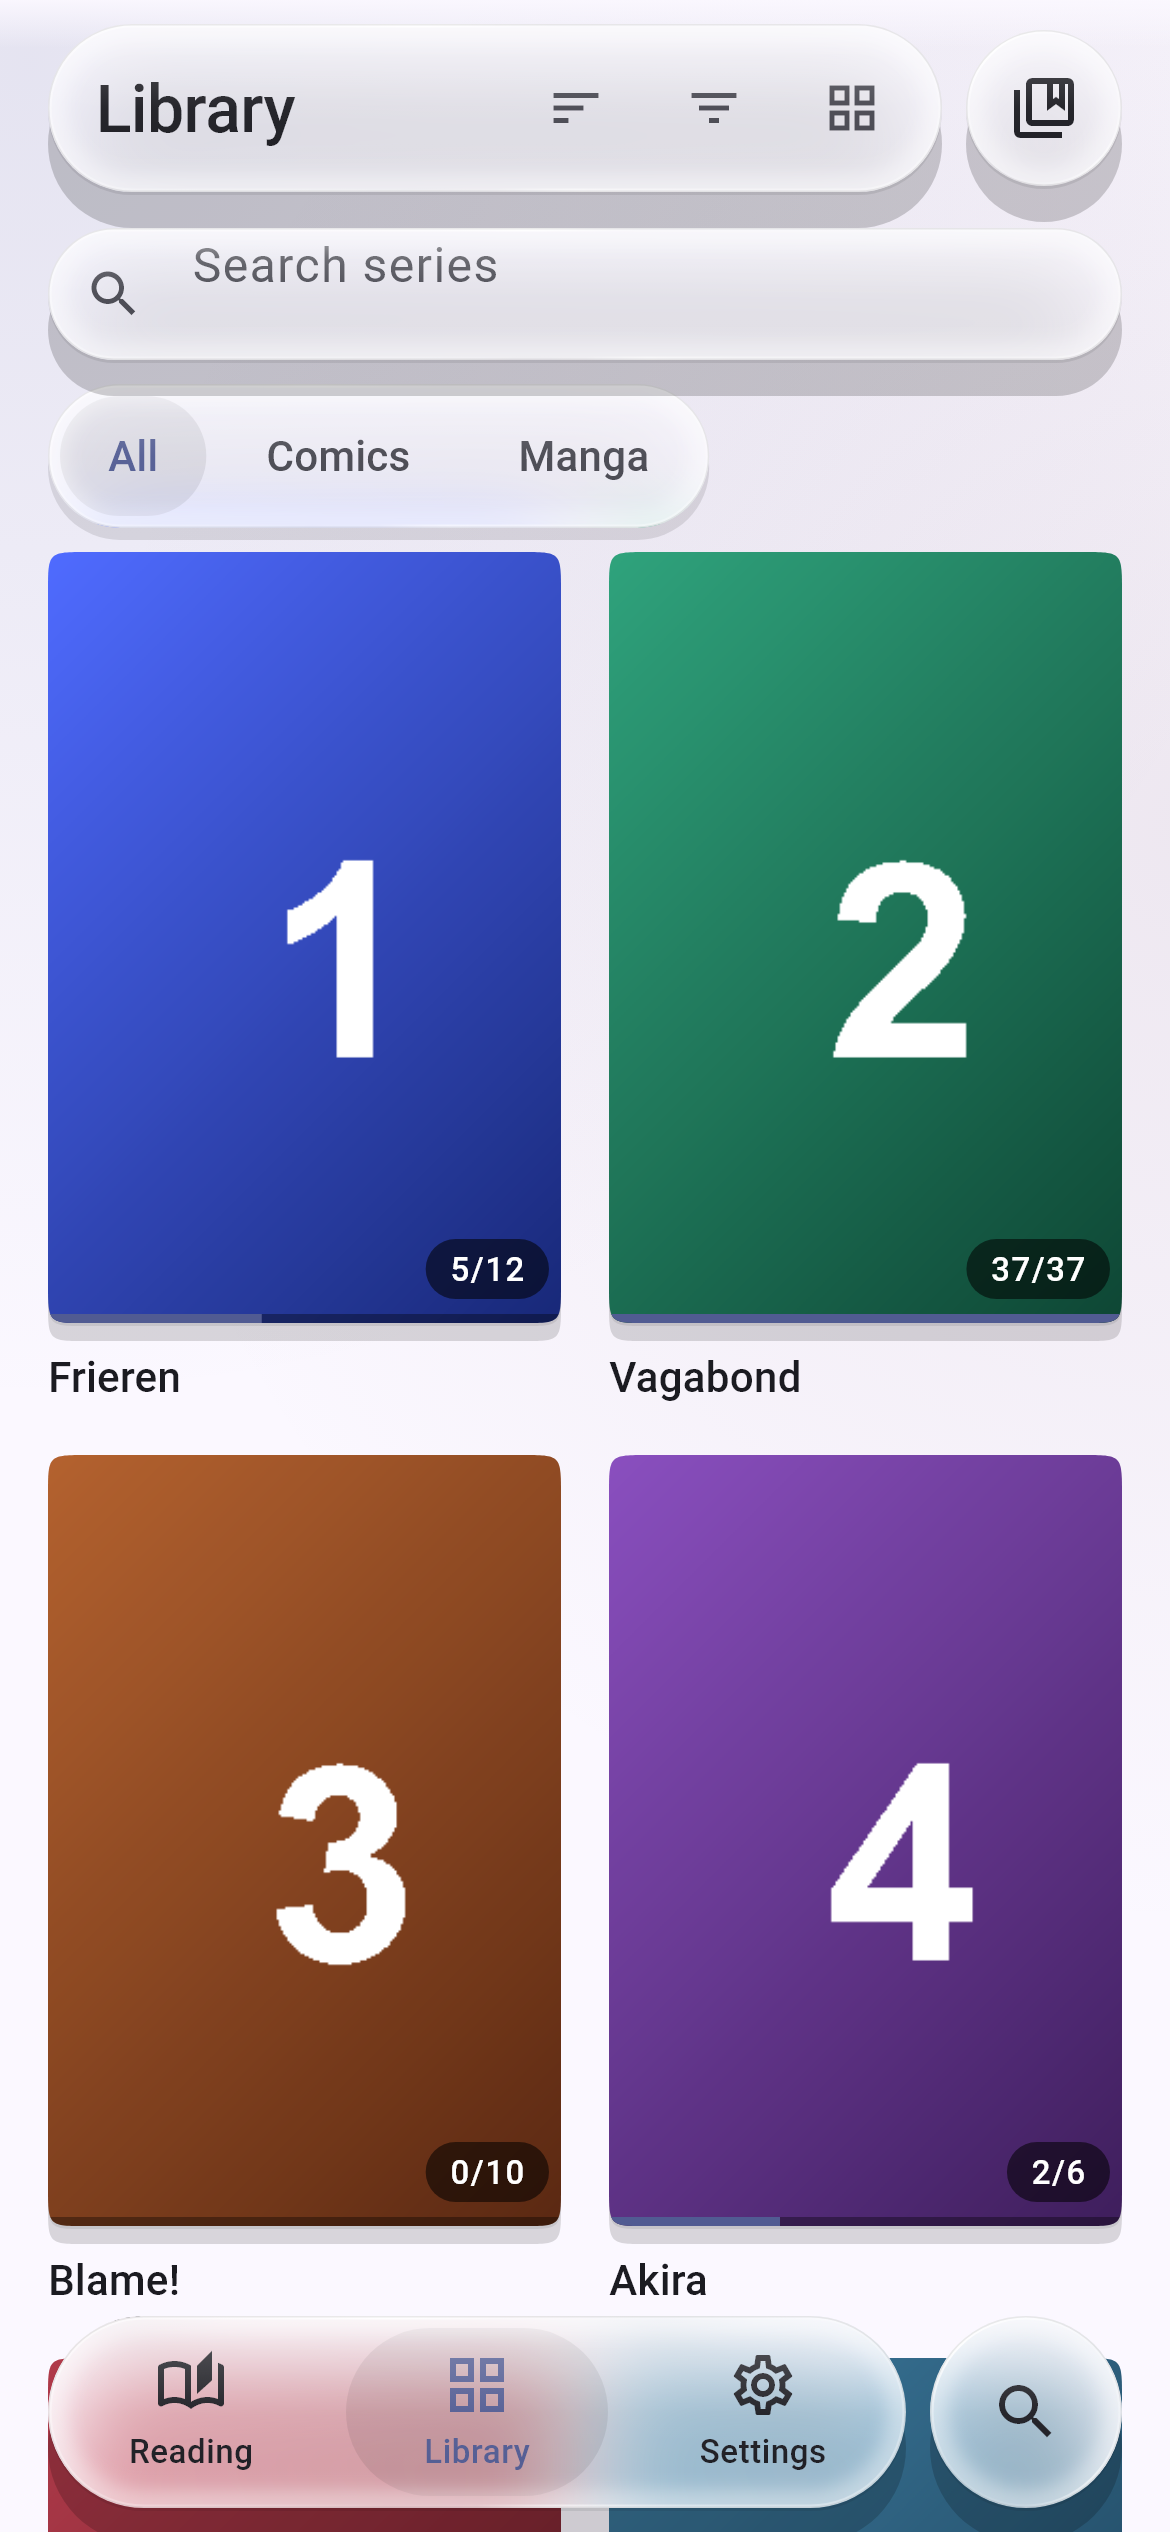 Library
Search series
All Comics Manga
1 2
5/12 37/37
Frieren Vagabond
3 4
0/10 2/6
Blame! Akira
Reading Library Settings